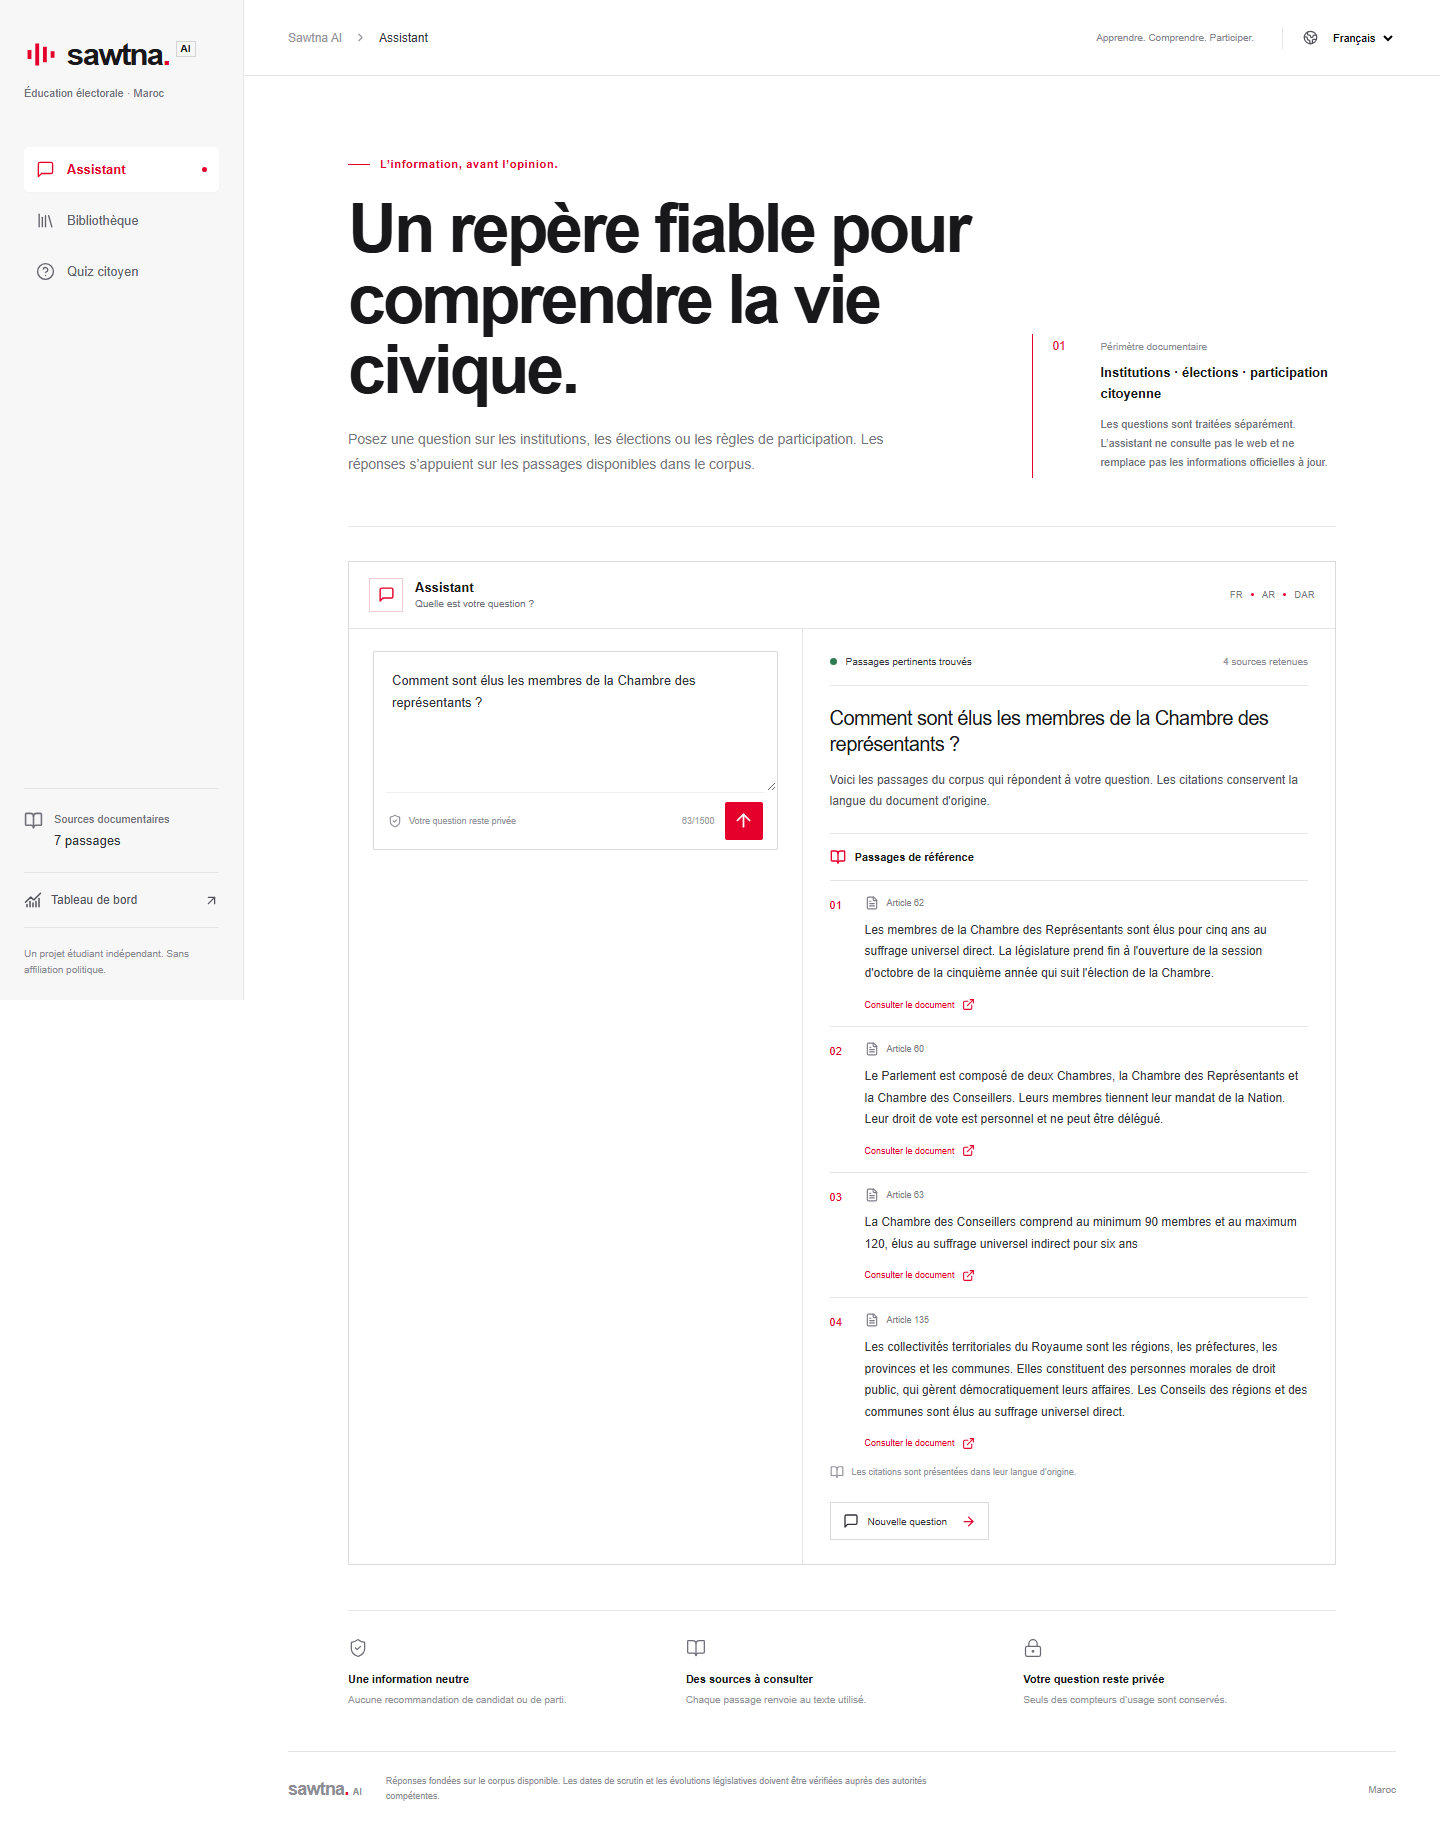 sawtna. AI
Éducation électorale · Maroc
Assistant
Bibliothèque
Quiz citoyen
Sources documentaires
7 passages
Tableau de bord
Un projet étudiant indépendant. Sans
affiliation politique.
Sawtna AI > Assistant
Apprendre. Comprendre. Participer.
Français
L'information, avant l'opinion.
Un repère fiable pour
comprendre la vie
civique.
Posez une question sur les institutions, les élections ou les règles de participation. Les
réponses s'appuient sur les passages disponibles dans le corpus.
01
Périmètre documentaire
Institutions · élections · participation
citoyenne
Les questions sont traitées séparément.
L'assistant ne consulte pas le web et ne
remplace pas les informations officielles à jour.
Assistant
Quelle est votre question ?
FR • AR • DAR
Comment sont élus les membres de la Chambre des
représentants ?
Votre question reste privée
63/1500
Passages pertinents trouvés
4 sources retenues
Comment sont élus les membres de la Chambre des
représentants ?
Voici les passages du corpus qui répondent à votre question. Les citations conservent la
langue du document d'origine.
Passages de référence
01
Article 62
Les membres de la Chambre des Représentants sont élus pour cinq ans au
suffrage universel direct. La législature prend fin à l'ouverture de la session
d'octobre de la cinquième année qui suit l'élection de la Chambre.
Consulter le document
02
Article 60
Le Parlement est composé de deux Chambres, la Chambre des Représentants et
la Chambre des Conseillers. Leurs membres tiennent leur mandat de la Nation.
Leur droit de vote est personnel et ne peut être délégué.
Consulter le document
03
Article 63
La Chambre des Conseillers comprend au minimum 90 membres et au maximum
120, élus au suffrage universel indirect pour six ans
Consulter le document
04
Article 135
Les collectivités territoriales du Royaume sont les régions, les préfectures, les
provinces et les communes. Elles constituent des personnes morales de droit
public, qui gèrent démocratiquement leurs affaires. Les Conseils des régions et des
communes sont élus au suffrage universel direct.
Consulter le document
Les citations sont présentées dans leur langue d'origine.
Nouvelle question
Une information neutre
Aucune recommandation de candidat ou de parti.
Des sources à consulter
Chaque passage renvoie au texte utilisé.
Votre question reste privée
Seuls des compteurs d'usage sont conservés.
sawtna. AI
Réponses fondées sur le corpus disponible. Les dates de scrutin et les évolutions législatives doivent être vérifiées auprès des autorités
compétentes.
Maroc